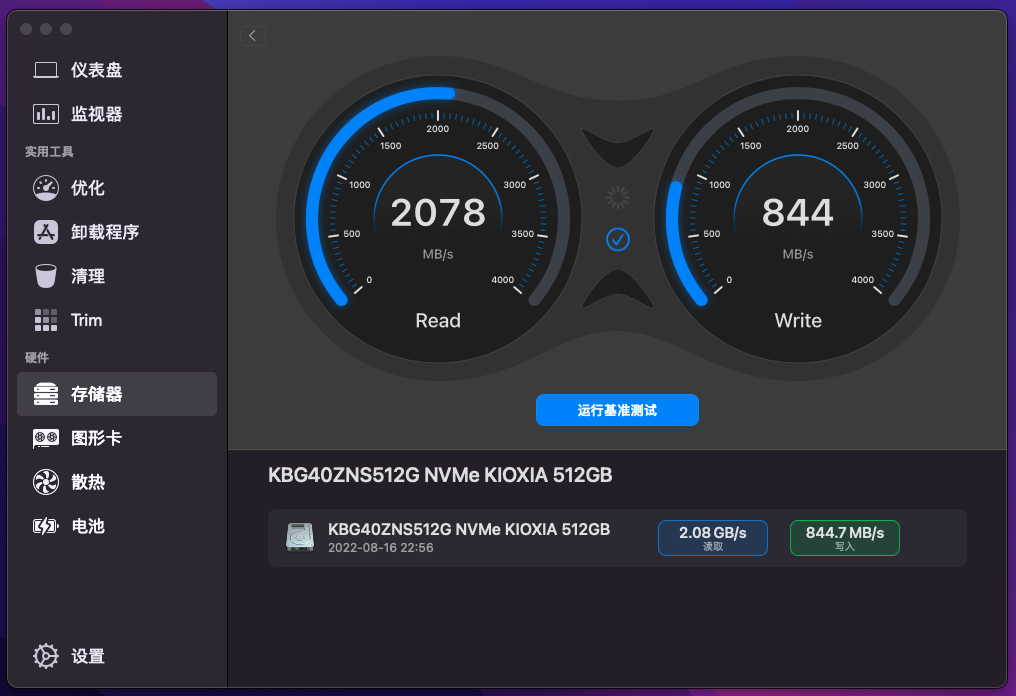 仪表盘
监视器
实用工具
优化
卸载程序
清理
Trim
硬件
存储器
图形卡
散热
电池
设置
0
500
1000
1500
2000
2500
3000
3500
4000
2078
MB/s
Read
0
500
1000
1500
2000
2500
3000
3500
4000
844
MB/s
Write
运行基准测试
KBG40ZNS512G NVMe KIOXIA 512GB
KBG40ZNS512G NVMe KIOXIA 512GB
2022-08-16 22:56
2.08 GB/s
读取
844.7 MB/s
写入